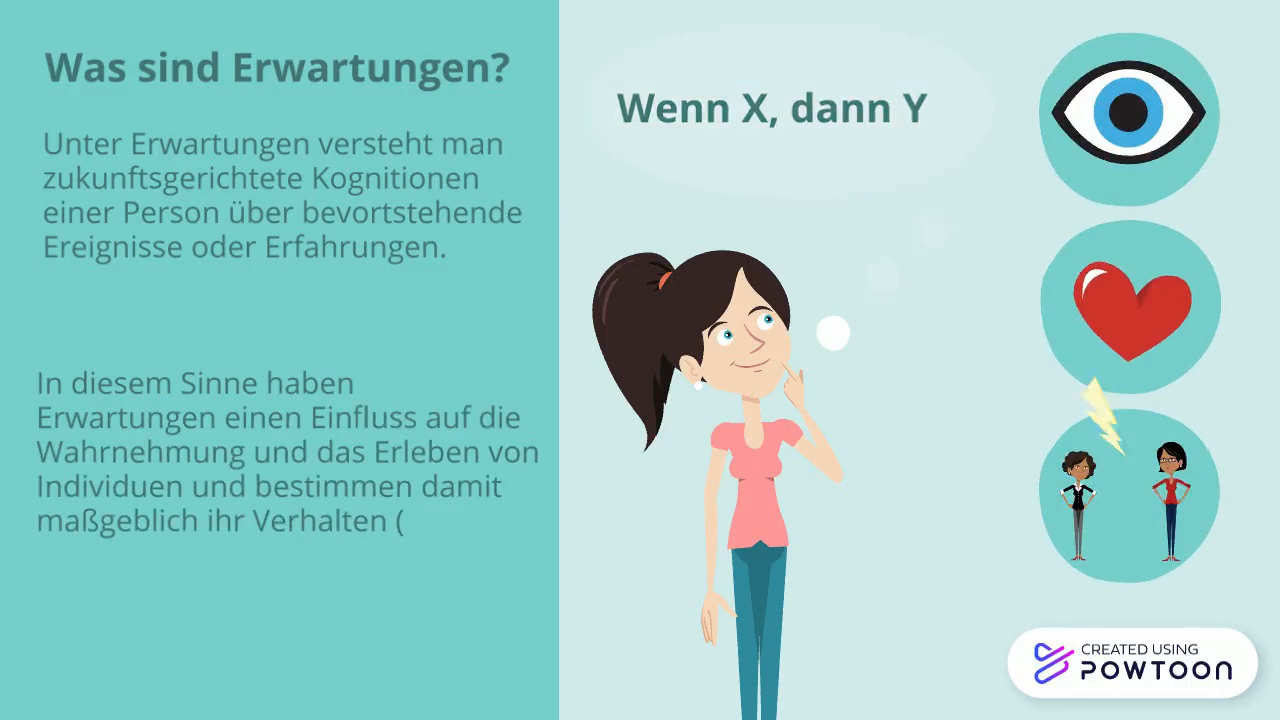 Was sind Erwartungen?
Unter Erwartungen versteht man
zukunftsgerichtete Kognitionen
einer Person über bevortstehende
Ereignisse oder Erfahrungen.
In diesem Sinne haben
Erwartungen einen Einfluss auf die
Wahrnehmung und das Erleben von
Individuen und bestimmen damit
maßgeblich ihr Verhalten (
Wenn X, dann Y
CREATED USING
POWTOON